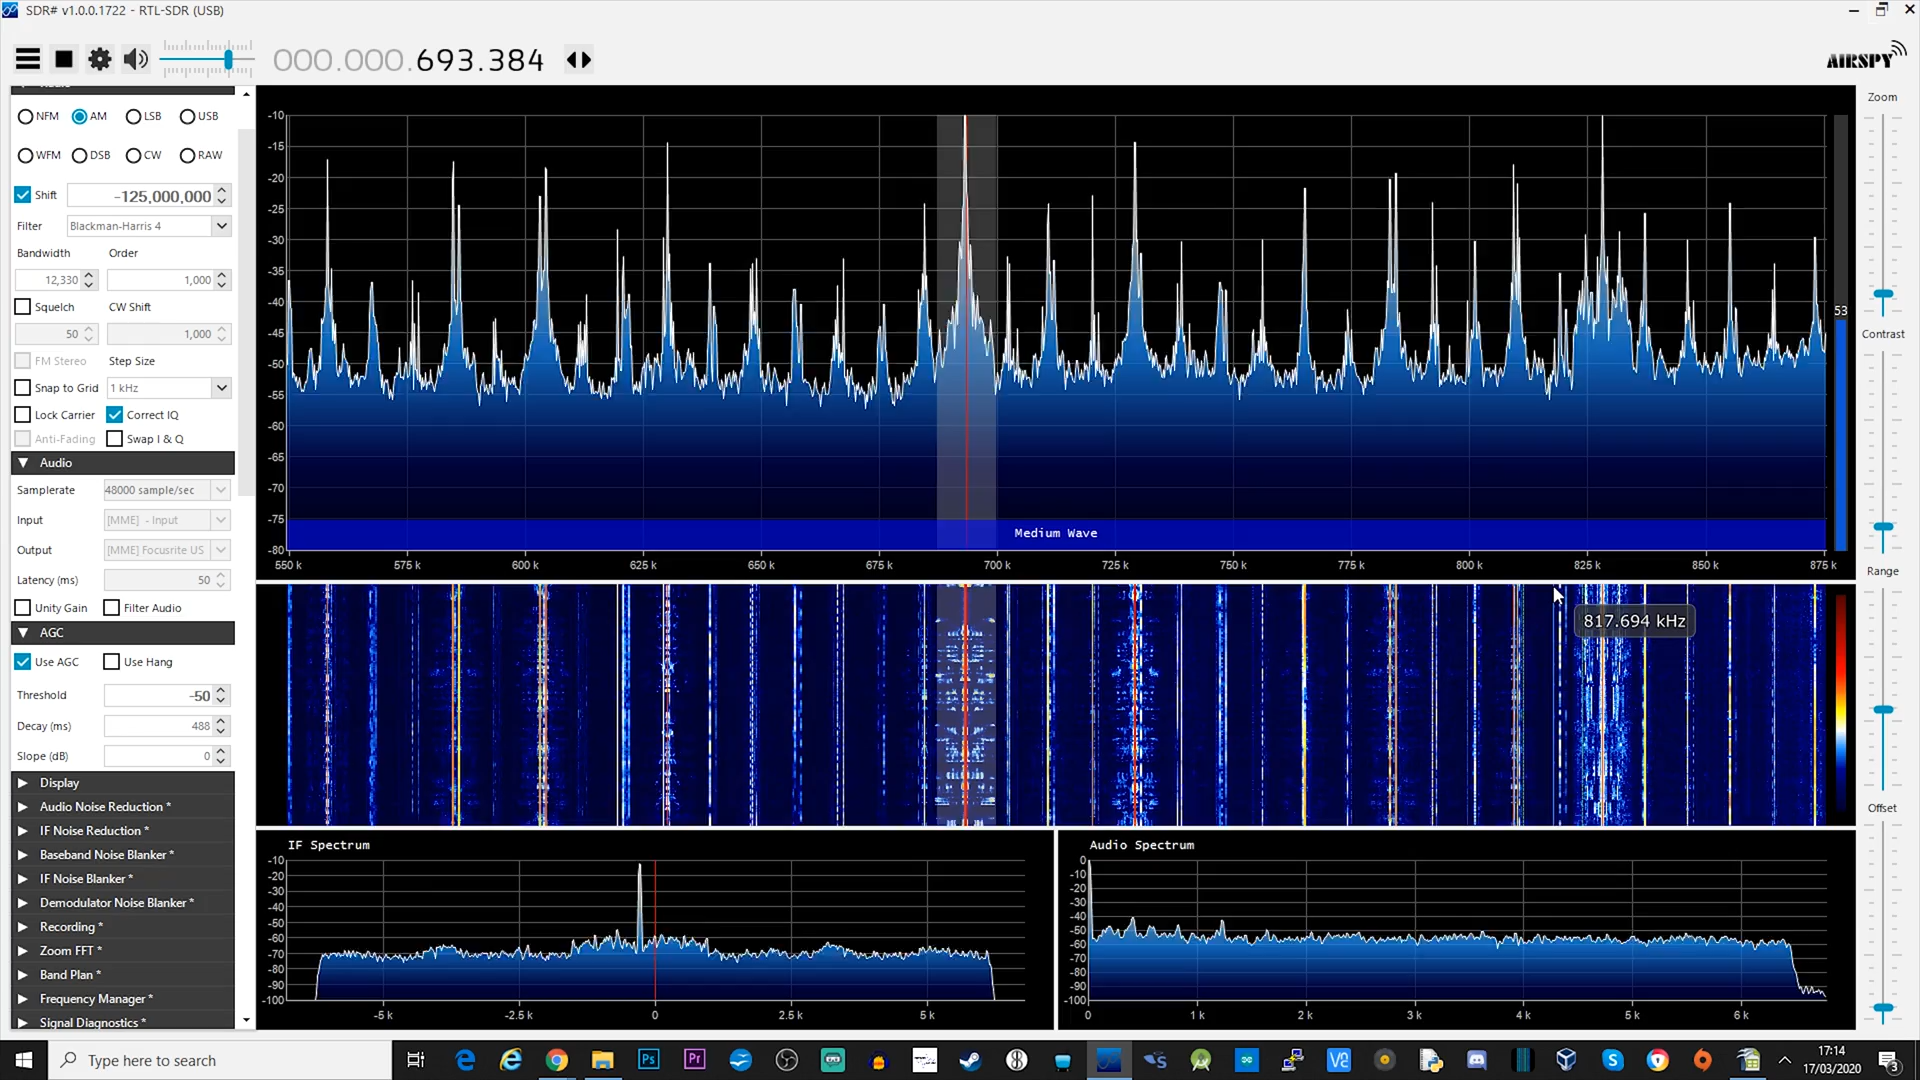 SDR# v1.0.0.1722 - RTL-SDR (USB)
000.000.693.384
AIRSPY
NFM AM LSB USB
WFM DSB CW RAW
Shift -125,000,000
Filter Blackman-Harris 4
Bandwidth Order
12,330 1,000
Squelch CW Shift
50 1,000
FM Stereo Step Size
Snap to Grid 1 kHz
Lock Carrier Correct IQ
Anti-Fading Swap I & Q
Audio
Samplerate 48000 sample/sec
Input [MME] - Input
Output [MME] Focusrite US
Latency (ms) 50
Unity Gain Filter Audio
AGC
Use AGC Use Hang
Threshold -50
Decay (ms) 488
Slope (dB) 0
Display
Audio Noise Reduction *
IF Noise Reduction *
Baseband Noise Blanker *
IF Noise Blanker *
Demodulator Noise Blanker *
Recording *
Zoom FFT *
Band Plan *
Frequency Manager *
Signal Diagnostics *
-10
-15
-20
-25
-30
-35
-40
-45
-50
-55
-60
-65
-70
-75
-80
53
Medium Wave
550 k 575 k 600 k 625 k 650 k 675 k 700 k 725 k 750 k 775 k 800 k 825 k 850 k 875 k
817.694 kHz
Zoom
Contrast
Range
Offset
IF Spectrum
-10
-20
-30
-40
-50
-60
-70
-80
-90
-100
-5 k -2.5 k 0 2.5 k 5 k
Audio Spectrum
0
-10
-20
-30
-40
-50
-60
-70
-80
-90
-100
0 1 k 2 k 3 k 4 k 5 k 6 k
Type here to search
Ps
Pr
17:14
17/03/2020
3